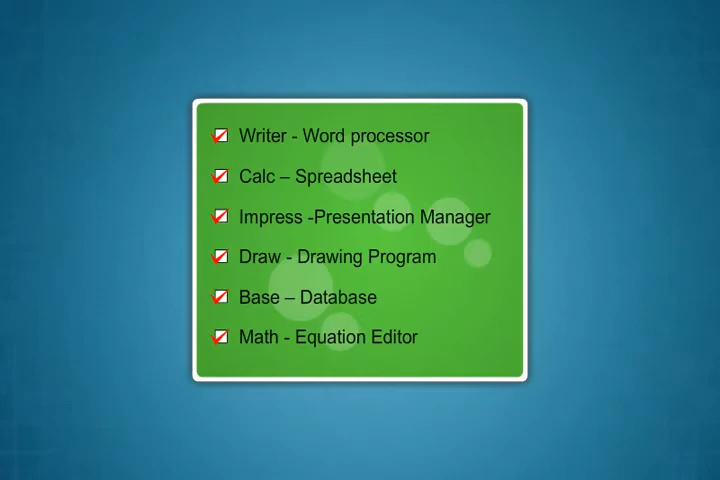 Writer - Word processor
Calc – Spreadsheet
Impress -Presentation Manager
Draw - Drawing Program
Base – Database
Math - Equation Editor